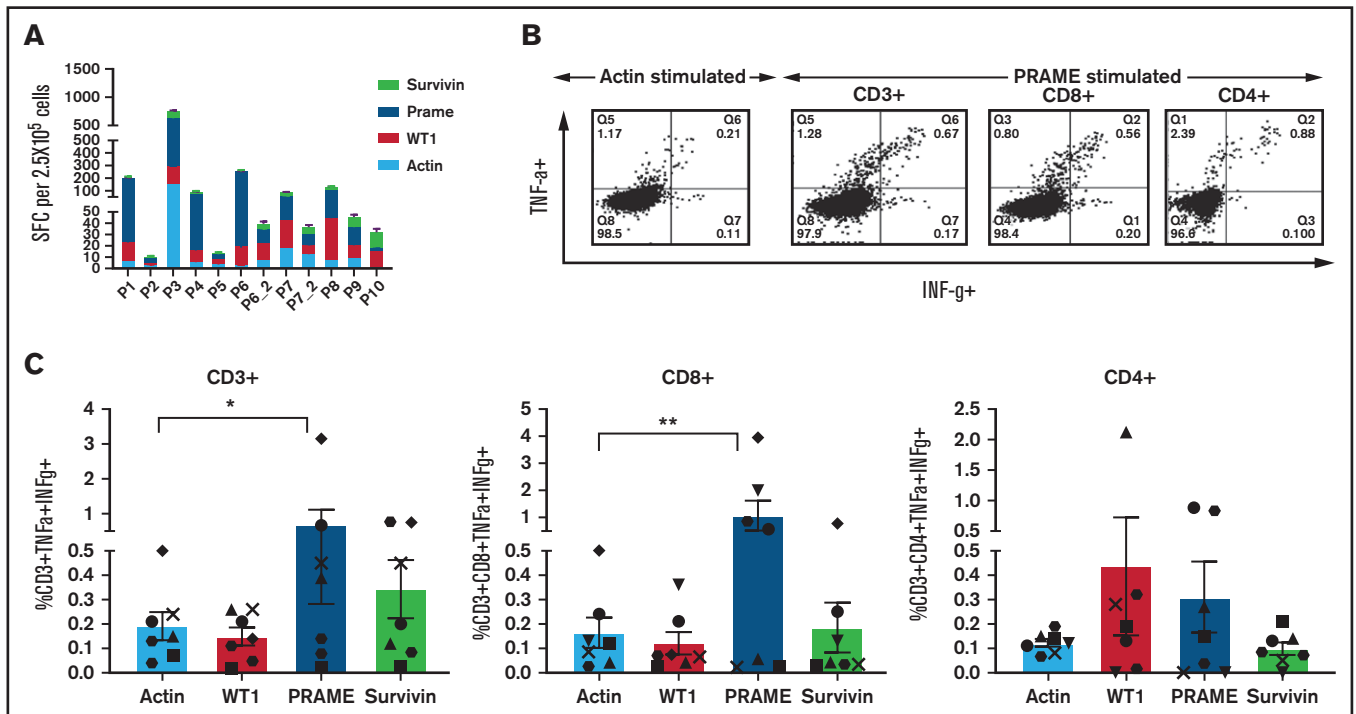 A
SFC per 2.5X10⁵ cells
1500
1000
500
500
400
300
200
100
50
40
30
20
10
0
Survivin
Prame
WT1
Actin
P1 P2 P3 P4 P5 P6 P6_2 P7 P7_2 P8 P9 P10
B
Actin stimulated
PRAME stimulated
CD3+ CD8+ CD4+
TNF-a+
Q5 Q6
1.17 0.21
Q8 Q7
98.5 0.11
Q5 Q6
1.28 0.67
Q8 Q7
97.9 0.17
Q3 Q2
0.80 0.56
Q4 Q1
98.4 0.20
Q1 Q2
2.39 0.88
Q4 Q3
96.6 0.100
INF-g+
C
CD3+
%CD3+TNFa+INFg+
4
3
2
1
0.5
0.4
0.3
0.2
0.1
0.0
*
Actin WT1 PRAME Survivin
CD8+
%CD3+CD8+TNFa+INFg+
5
4
3
2
1
0.5
0.4
0.3
0.2
0.1
0.0
**
Actin WT1 PRAME Survivin
CD4+
%CD3+CD4+TNFa+INFg+
2.5
2.0
1.5
1.0
0.5
0.5
0.4
0.3
0.2
0.1
0.0
Actin WT1 PRAME Survivin